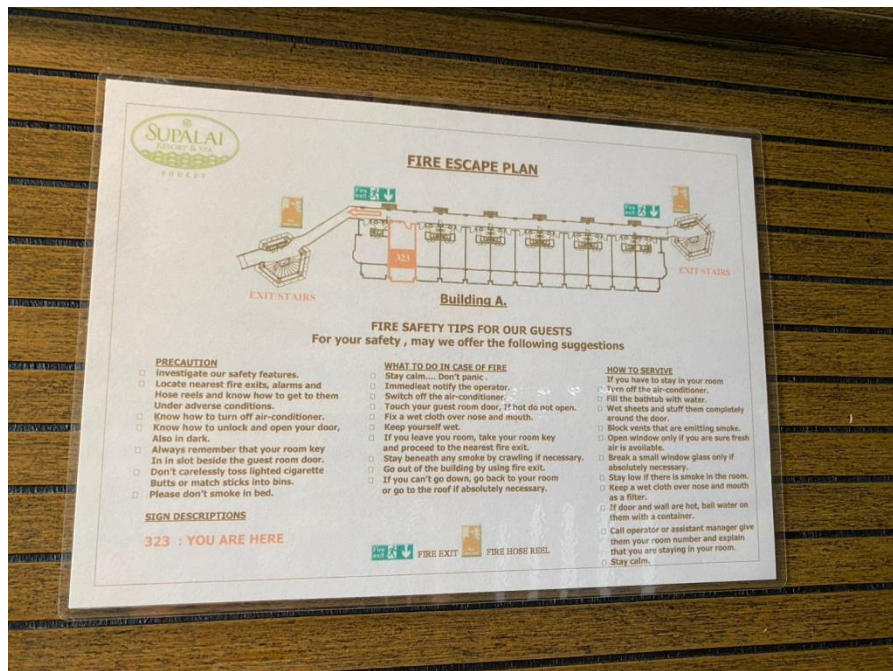 SUPALAI
RESORT & SPA
PHUKET
FIRE ESCAPE PLAN
Fire
exit
Fire
exit
323
EXIT STAIRS
EXIT STAIRS
Building A.
FIRE SAFETY TIPS FOR OUR GUESTS
For your safety , may we offer the following suggestions
PRECAUTION
investigate our safety features.
Locate nearest fire exits, alarms and
Hose reels and know how to get to them
Under adverse conditions.
Know how to turn off air-conditioner.
Know how to unlock and open your door,
Also in dark.
Always remember that your room key
In in slot beside the guest room door.
Don't carelessly toss lighted cigarette
Butts or match sticks into bins.
Please don't smoke in bed.
SIGN DESCRIPTIONS
323 : YOU ARE HERE
WHAT TO DO IN CASE OF FIRE
Stay calm.... Don't panic .
Immedieat notify the operator.
Switch off the air-conditioner.
Touch your guest room door, If hot do not open.
Fix a wet cloth over nose and mouth.
Keep yourself wet.
If you leave you room, take your room key
and proceed to the nearest fire exit.
Stay beneath any smoke by crawling if necessary.
Go out of the building by using fire exit.
If you can't go down, go back to your room
or go to the roof if absolutely necessary.
Fire
exit
FIRE EXIT
FIRE HOSE REEL
HOW TO SERVIVE
If you have to stay in your room
Turn off the air-conditioner.
Fill the bathtub with water.
Wet sheets and stuff them completely
around the door.
Block vents that are emitting smoke.
Open window only if you are sure fresh
air is available.
Break a small window glass only if
absolutely necessary.
Stay low if there is smoke in the room.
Keep a wet cloth over nose and mouth
as a filter.
If door and wall are hot, bail water on
them with a container.
Call operator or assistant manager give
them your room number and explain
that you are staying in your room.
Stay calm.